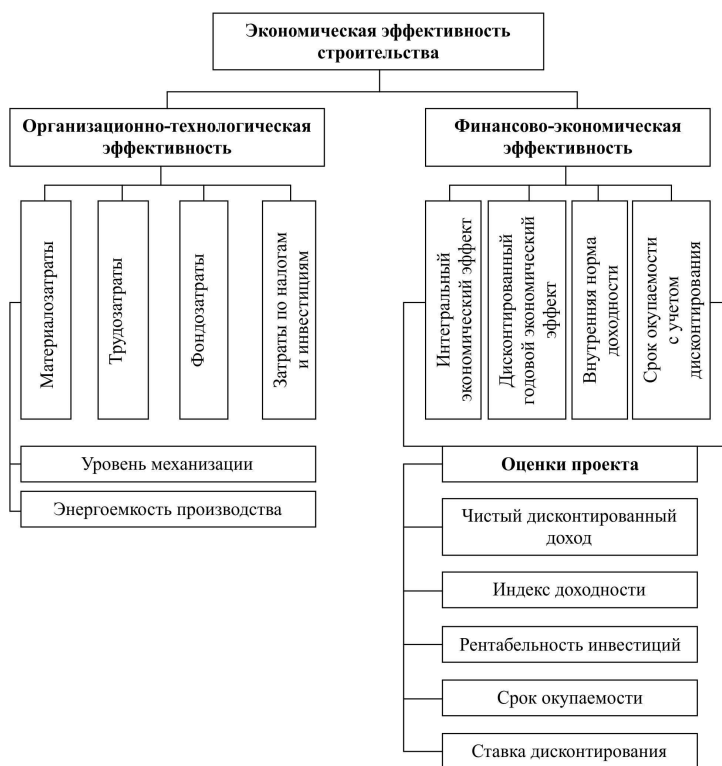 Экономическая эффективность
строительства
Организационно-технологическая
эффективность
Финансово-экономическая
эффективность
Материалозатраты
Трудозатраты
Фондозатраты
Затраты по налогам
и инвестициям
Интегральный
экономический эффект
Дисконтированный
годовой экономический
эффект
Внутренняя норма
доходности
Срок окупаемости
с учетом
дисконтирования
Уровень механизации
Энергоемкость производства
Оценки проекта
Чистый дисконтированный
доход
Индекс доходности
Рентабельность инвестиций
Срок окупаемости
Ставка дисконтирования